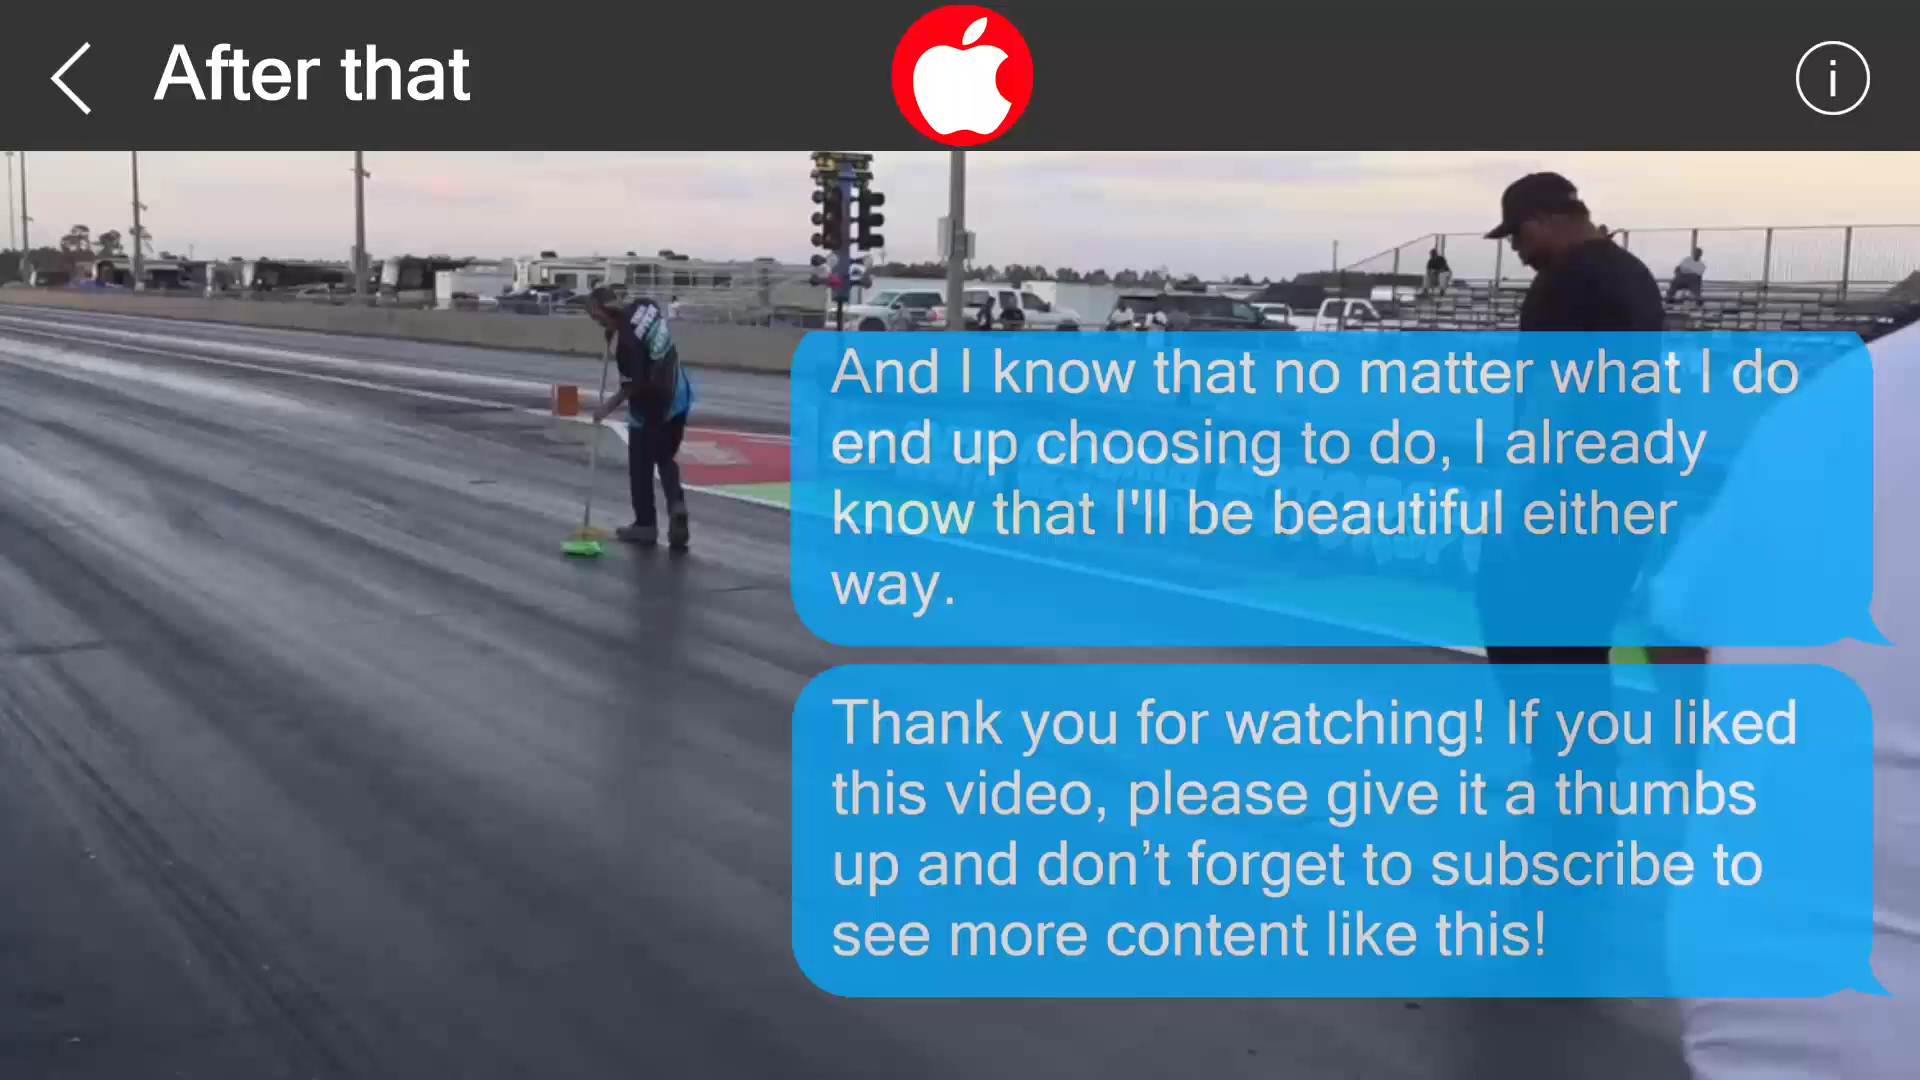 After that
And I know that no matter what I do
end up choosing to do, I already
know that I'll be beautiful either
way.
Thank you for watching! If you liked
this video, please give it a thumbs
up and don’t forget to subscribe to
see more content like this!